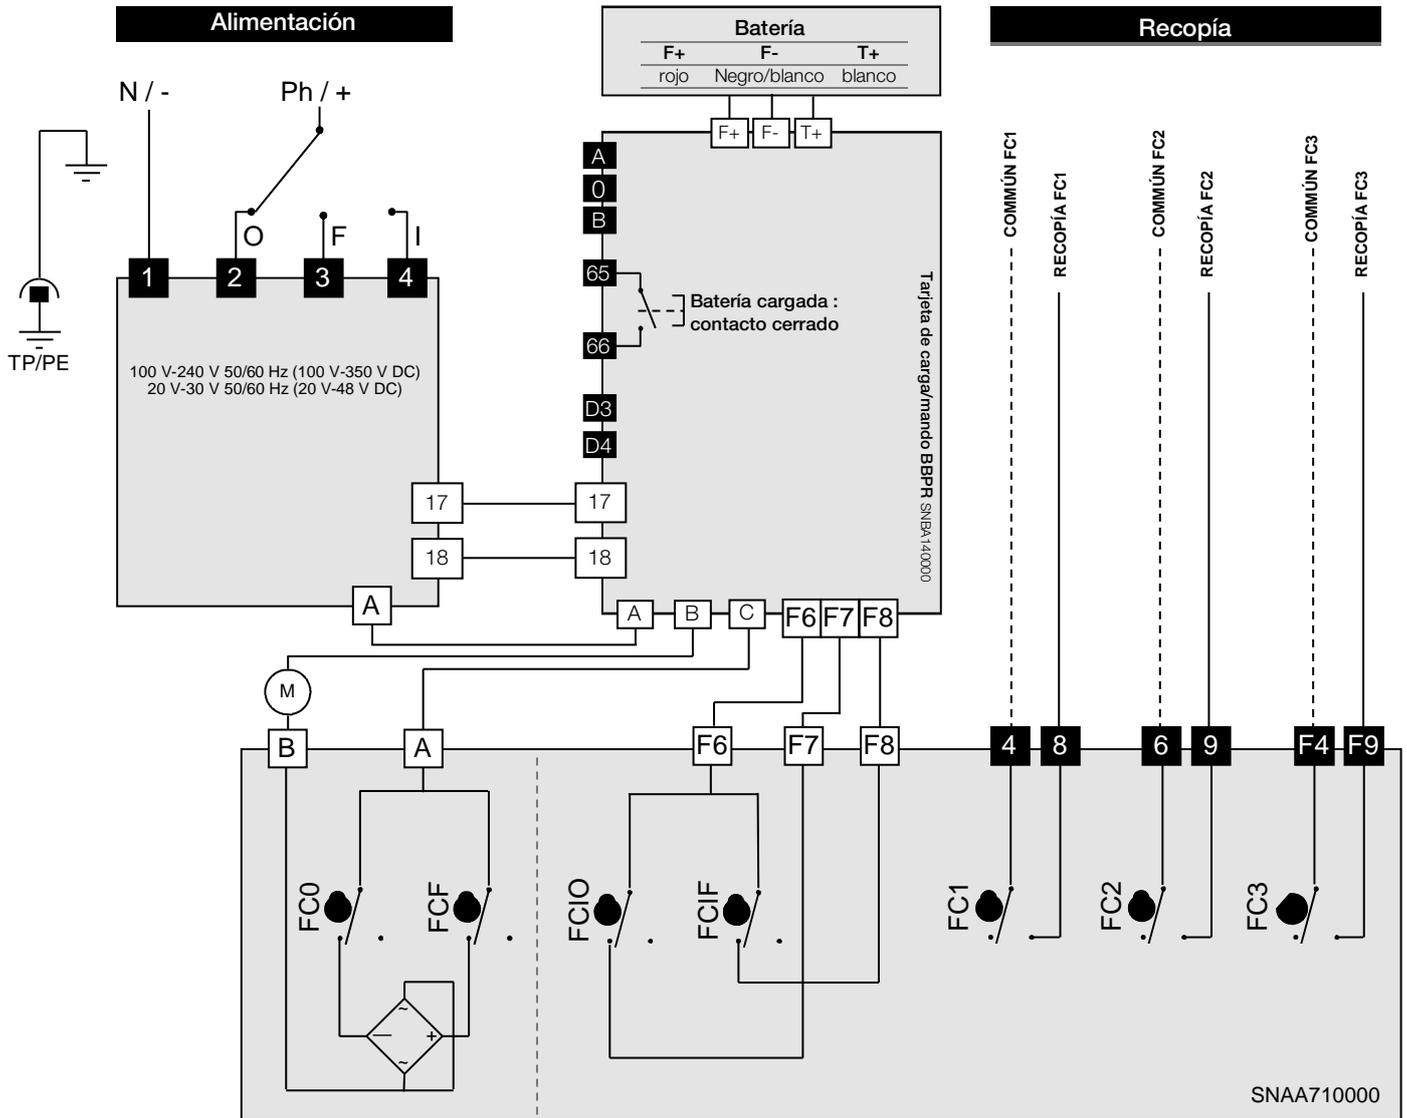 Alimentación
N / -
Ph / +
O
F
I
1
2
3
4
TP/PE
100 V-240 V 50/60 Hz (100 V-350 V DC)
20 V-30 V 50/60 Hz (20 V-48 V DC)
17
18
A
Batería
F+ F- T+
rojo Negro/blanco blanco
F+
F-
T+
A
0
B
65
66
Batería cargada :
contacto cerrado
D3
D4
17
18
Tarjeta de carga/mando BBPR SNBA140000
A
B
C
F6
F7
F8
Recopía
COMMÚN FC1
RECOPÍA FC1
COMMÚN FC2
RECOPÍA FC2
COMMÚN FC3
RECOPÍA FC3
M
B
A
F6
F7
F8
4
8
6
9
F4
F9
FC0
FCF
FCIO
FCIF
FC1
FC2
FC3
~
—
+
~
SNAA710000